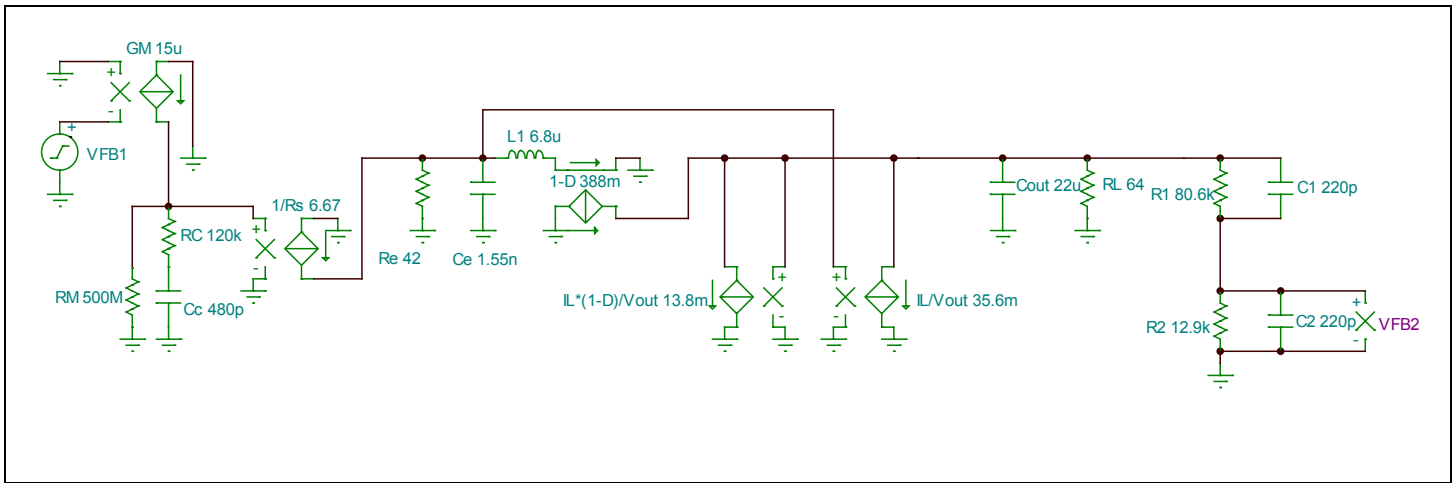 GM 15u
VFB1
L1 6.8u
1-D 388m
1/Rs 6.67
RC 120k
RM 500M
Cc 480p
Re 42
Ce 1.55n
IL*(1-D)/Vout 13.8m
IL/Vout 35.6m
Cout 22u
RL 64
R1 80.6k
C1 220p
R2 12.9k
C2 220p
VFB2